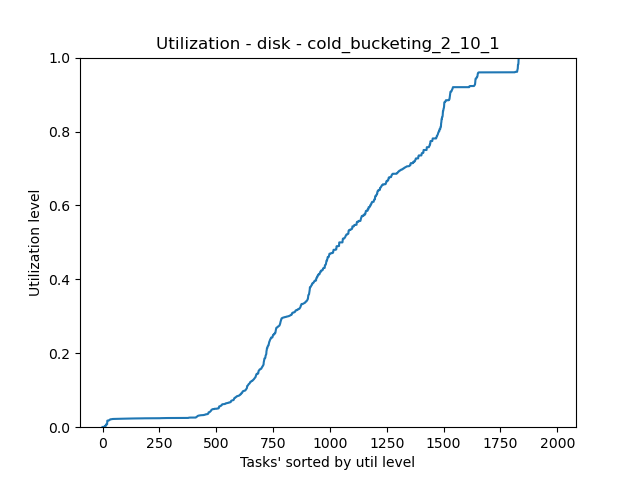 Utilization - disk - cold_bucketing_2_10_1
1.0
0.8
0.6
0.4
0.2
0.0
Utilization level
0 250 500 750 1000 1250 1500 1750 2000
Tasks' sorted by util level